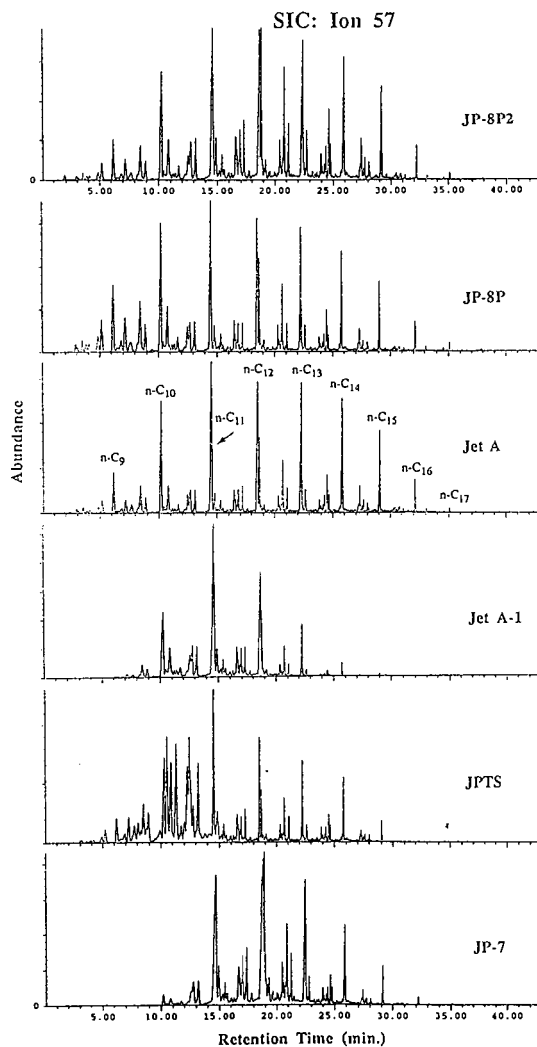 SIC: Ion 57
JP-8P2
0
5.00 10.00 15.00 20.00 25.00 30.00 35.00 40.00
JP-8P
Abundance
n-C9
n-C10
n-C11
n-C12
n-C13
n-C14
n-C15
n-C16
n-C17
Jet A
Jet A-1
JPTS
JP-7
0
5.00 10.00 15.00 20.00 25.00 30.00 35.00 40.00
Retention Time (min.)